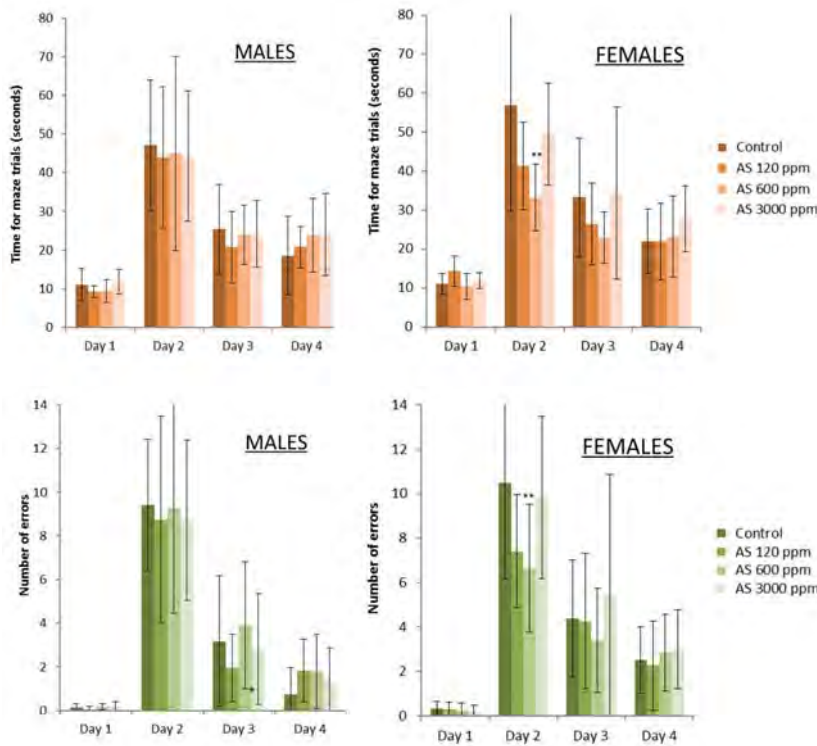 MALES
Time for maze trials (seconds)
80
70
60
50
40
30
20
10
0
Day 1 Day 2 Day 3 Day 4
FEMALES
Time for maze trials (seconds)
80
70
60
50
40
30
20
10
0
**
Day 1 Day 2 Day 3 Day 4
Control
AS 120 ppm
AS 600 ppm
AS 3000 ppm
MALES
Number of errors
14
12
10
8
6
4
2
0
Day 1 Day 2 Day 3 Day 4
FEMALES
Number of errors
14
12
10
8
6
4
2
0
**
Day 1 Day 2 Day 3 Day 4
Control
AS 120 ppm
AS 600 ppm
AS 3000 ppm